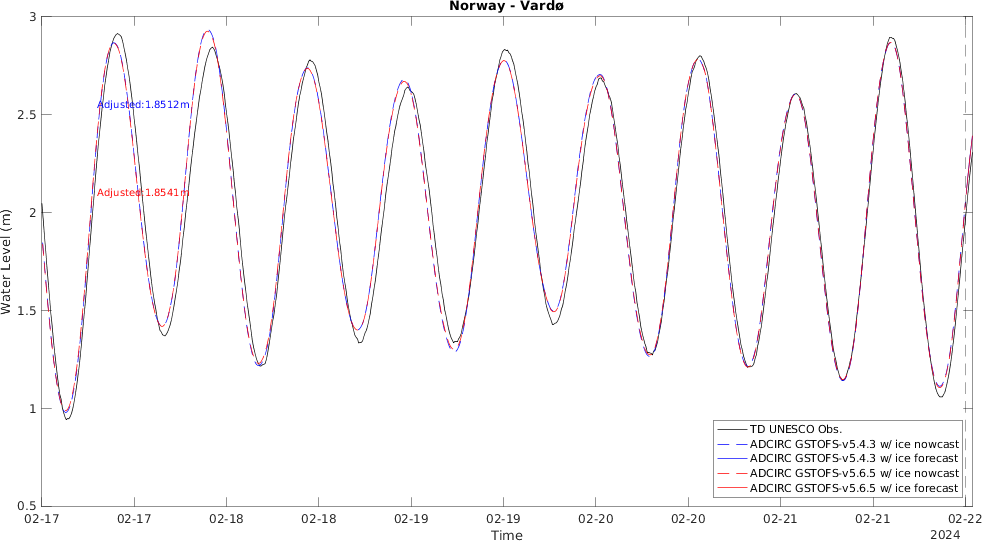 Norway - Vardø
3
2.5
2
1.5
1
0.5
Water Level (m)
Adjusted:1.8512m
Adjusted:1.8541m
TD UNESCO Obs.
ADCIRC GSTOFS-v5.4.3 w/ ice nowcast
ADCIRC GSTOFS-v5.4.3 w/ ice forecast
ADCIRC GSTOFS-v5.6.5 w/ ice nowcast
ADCIRC GSTOFS-v5.6.5 w/ ice forecast
02-17 02-17 02-18 02-18 02-19 02-19 02-20 02-20 02-21 02-21 02-22
Time
2024